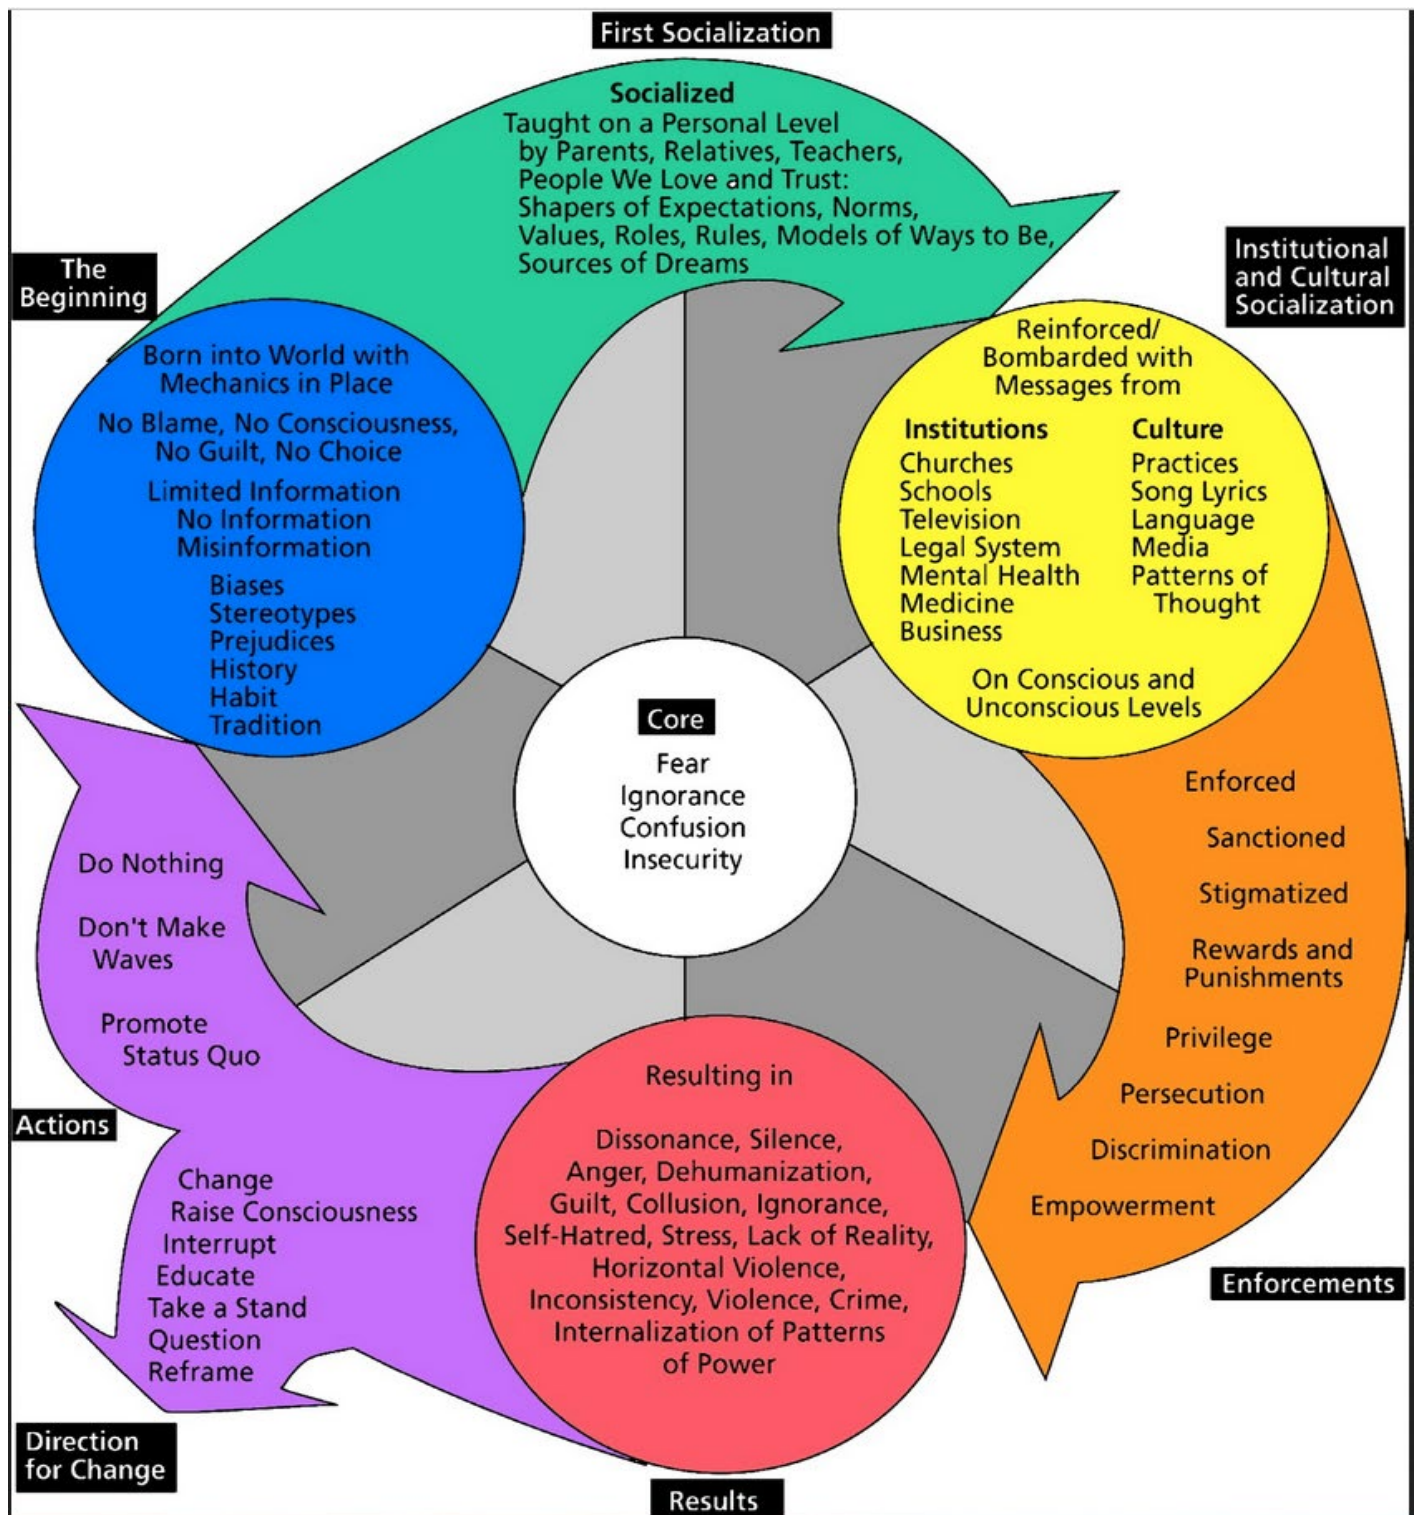 First Socialization
Socialized
Taught on a Personal Level
by Parents, Relatives, Teachers,
People We Love and Trust:
Shapers of Expectations, Norms,
Values, Roles, Rules, Models of Ways to Be,
Sources of Dreams
The
Beginning
Born into World with
Mechanics in Place
No Blame, No Consciousness,
No Guilt, No Choice
Limited Information
No Information
Misinformation
Biases
Stereotypes
Prejudices
History
Habit
Tradition
Institutional
and Cultural
Socialization
Reinforced/
Bombarded with
Messages from
Institutions
Churches
Schools
Television
Legal System
Mental Health
Medicine
Business
Culture
Practices
Song Lyrics
Language
Media
Patterns of
Thought
On Conscious and
Unconscious Levels
Core
Fear
Ignorance
Confusion
Insecurity
Enforced
Sanctioned
Stigmatized
Rewards and
Punishments
Privilege
Persecution
Discrimination
Empowerment
Enforcements
Resulting in
Dissonance, Silence,
Anger, Dehumanization,
Guilt, Collusion, Ignorance,
Self-Hatred, Stress, Lack of Reality,
Horizontal Violence,
Inconsistency, Violence, Crime,
Internalization of Patterns
of Power
Results
Do Nothing
Don't Make
Waves
Promote
Status Quo
Actions
Change
Raise Consciousness
Interrupt
Educate
Take a Stand
Question
Reframe
Direction
for Change